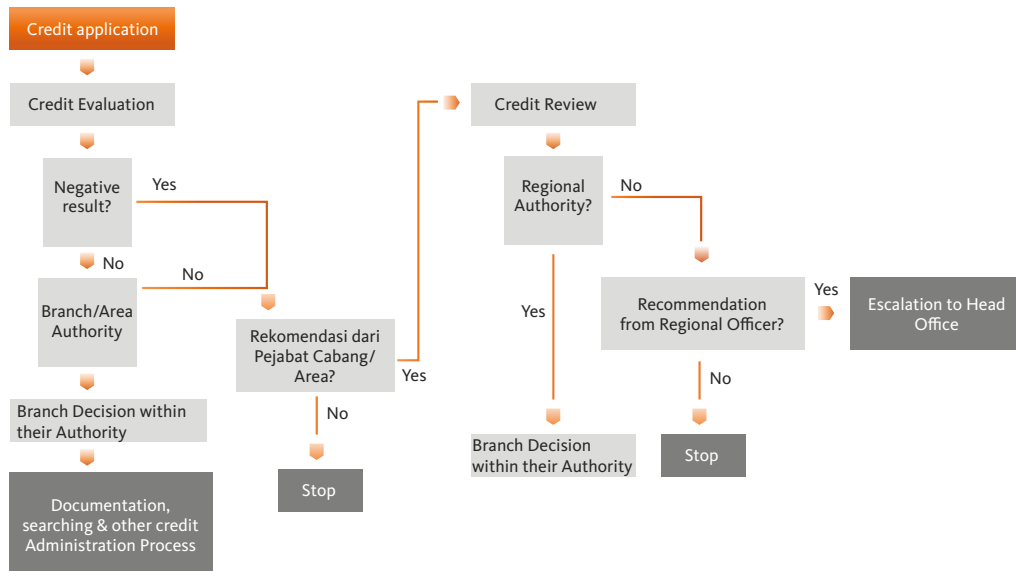 Credit application
Credit Evaluation
Negative
result?
Yes
No
Branch/Area
Authority
No
Branch Decision within
their Authority
Documentation,
searching & other credit
Administration Process
Rekomendasi dari
Pejabat Cabang/
Area?
Yes
No
Stop
Credit Review
Regional
Authority?
No
Yes
Branch Decision
within their Authority
Recommendation
from Regional Officer?
Yes
Escalation to Head
Office
No
Stop